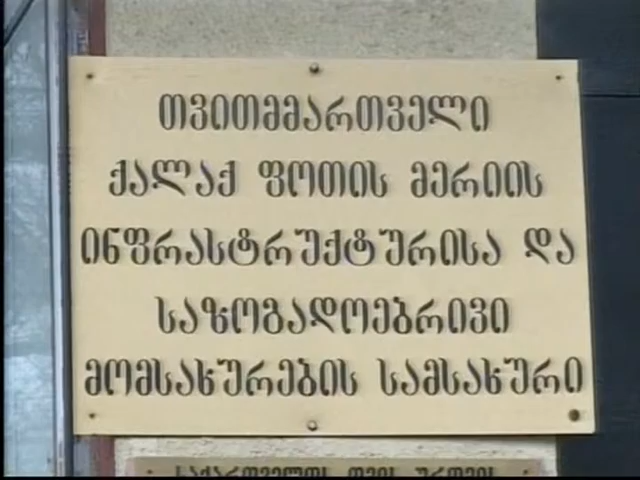 თვითმმართველი
ქალაქ ფოთის მერიის
ინფრასტრუქტურისა და
საზოგადოებრივი
მომსახურების სამსახური